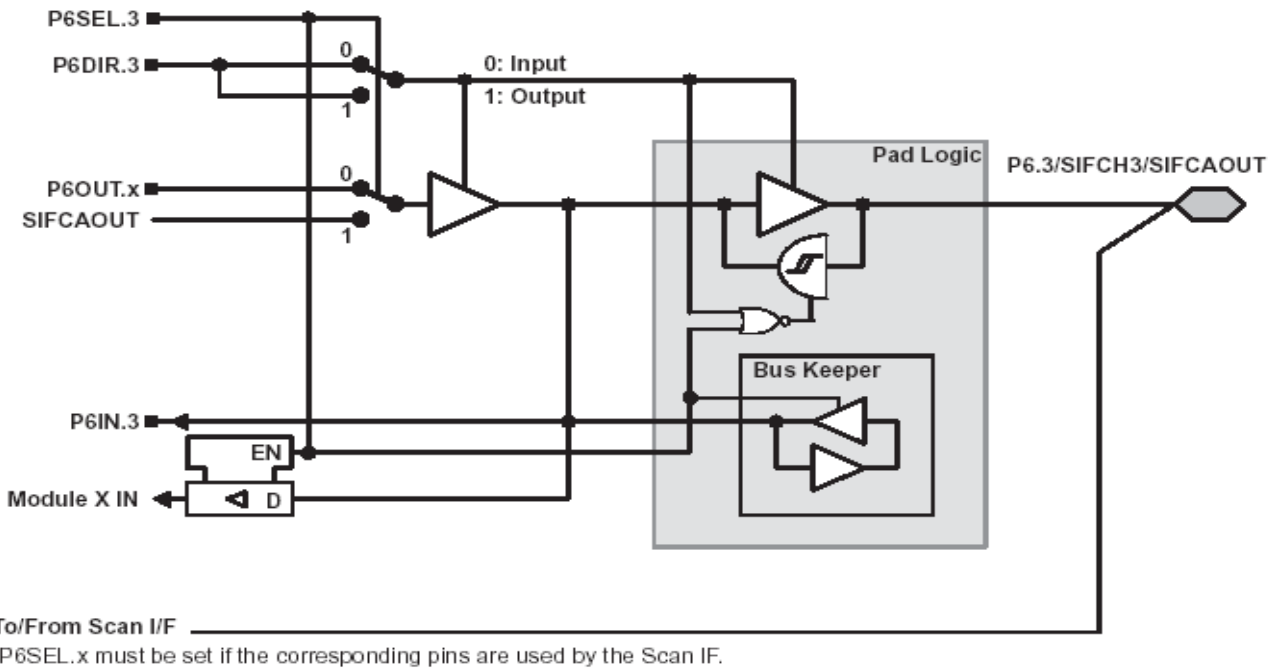 P6SEL.3
P6DIR.3
0
0: Input
1
1: Output
Pad Logic
P6.3/SIFCH3/SIFCAOUT
P6OUT.x
0
SIFCAOUT
1
Bus Keeper
P6IN.3
EN
Module X IN
D
To/From Scan I/F
P6SEL.x must be set if the corresponding pins are used by the Scan IF.